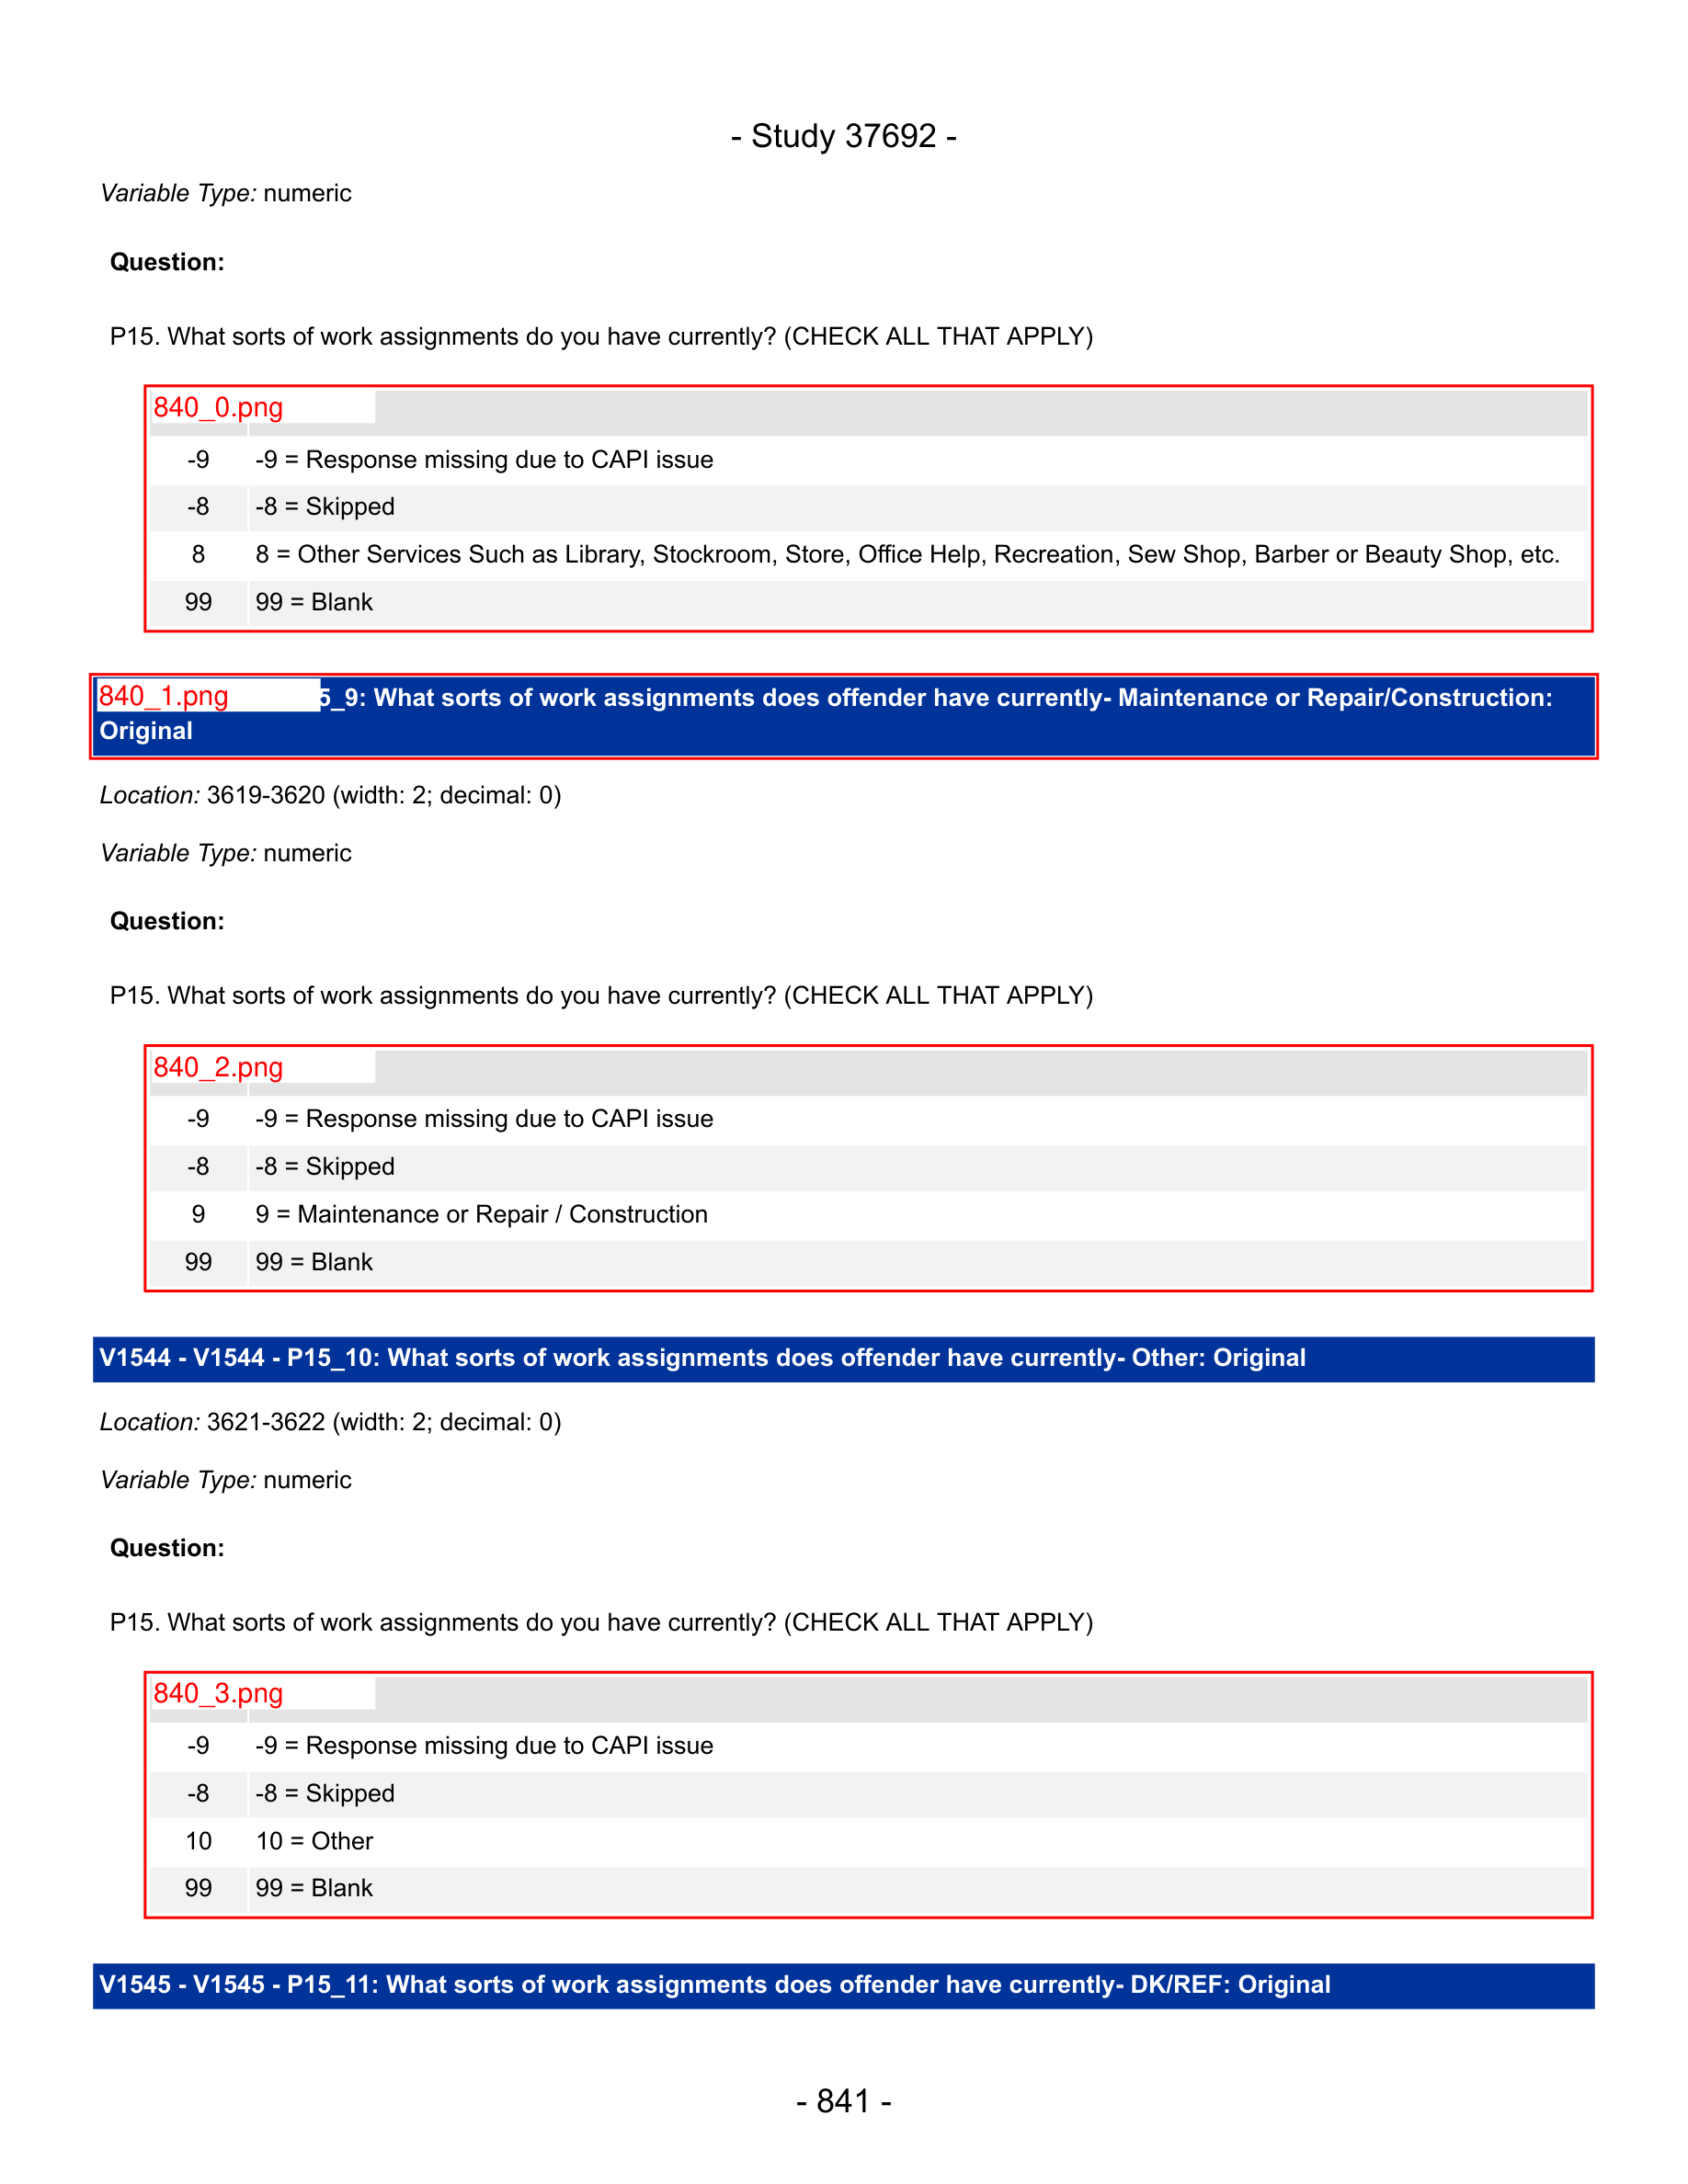 - Study 37692 -
Variable Type: numeric
Question:
P15. What sorts of work assignments do you have currently? (CHECK ALL THAT APPLY)
840_0.png
-9 -9 = Response missing due to CAPI issue
-8 -8 = Skipped
8 8 = Other Services Such as Library, Stockroom, Store, Office Help, Recreation, Sew Shop, Barber or Beauty Shop, etc.
99 99 = Blank
840_1.png 5_9: What sorts of work assignments does offender have currently- Maintenance or Repair/Construction:
Original
Location: 3619-3620 (width: 2; decimal: 0)
Variable Type: numeric
Question:
P15. What sorts of work assignments do you have currently? (CHECK ALL THAT APPLY)
840_2.png
-9 -9 = Response missing due to CAPI issue
-8 -8 = Skipped
9 9 = Maintenance or Repair / Construction
99 99 = Blank
V1544 - V1544 - P15_10: What sorts of work assignments does offender have currently- Other: Original
Location: 3621-3622 (width: 2; decimal: 0)
Variable Type: numeric
Question:
P15. What sorts of work assignments do you have currently? (CHECK ALL THAT APPLY)
840_3.png
-9 -9 = Response missing due to CAPI issue
-8 -8 = Skipped
10 10 = Other
99 99 = Blank
V1545 - V1545 - P15_11: What sorts of work assignments does offender have currently- DK/REF: Original
- 841 -